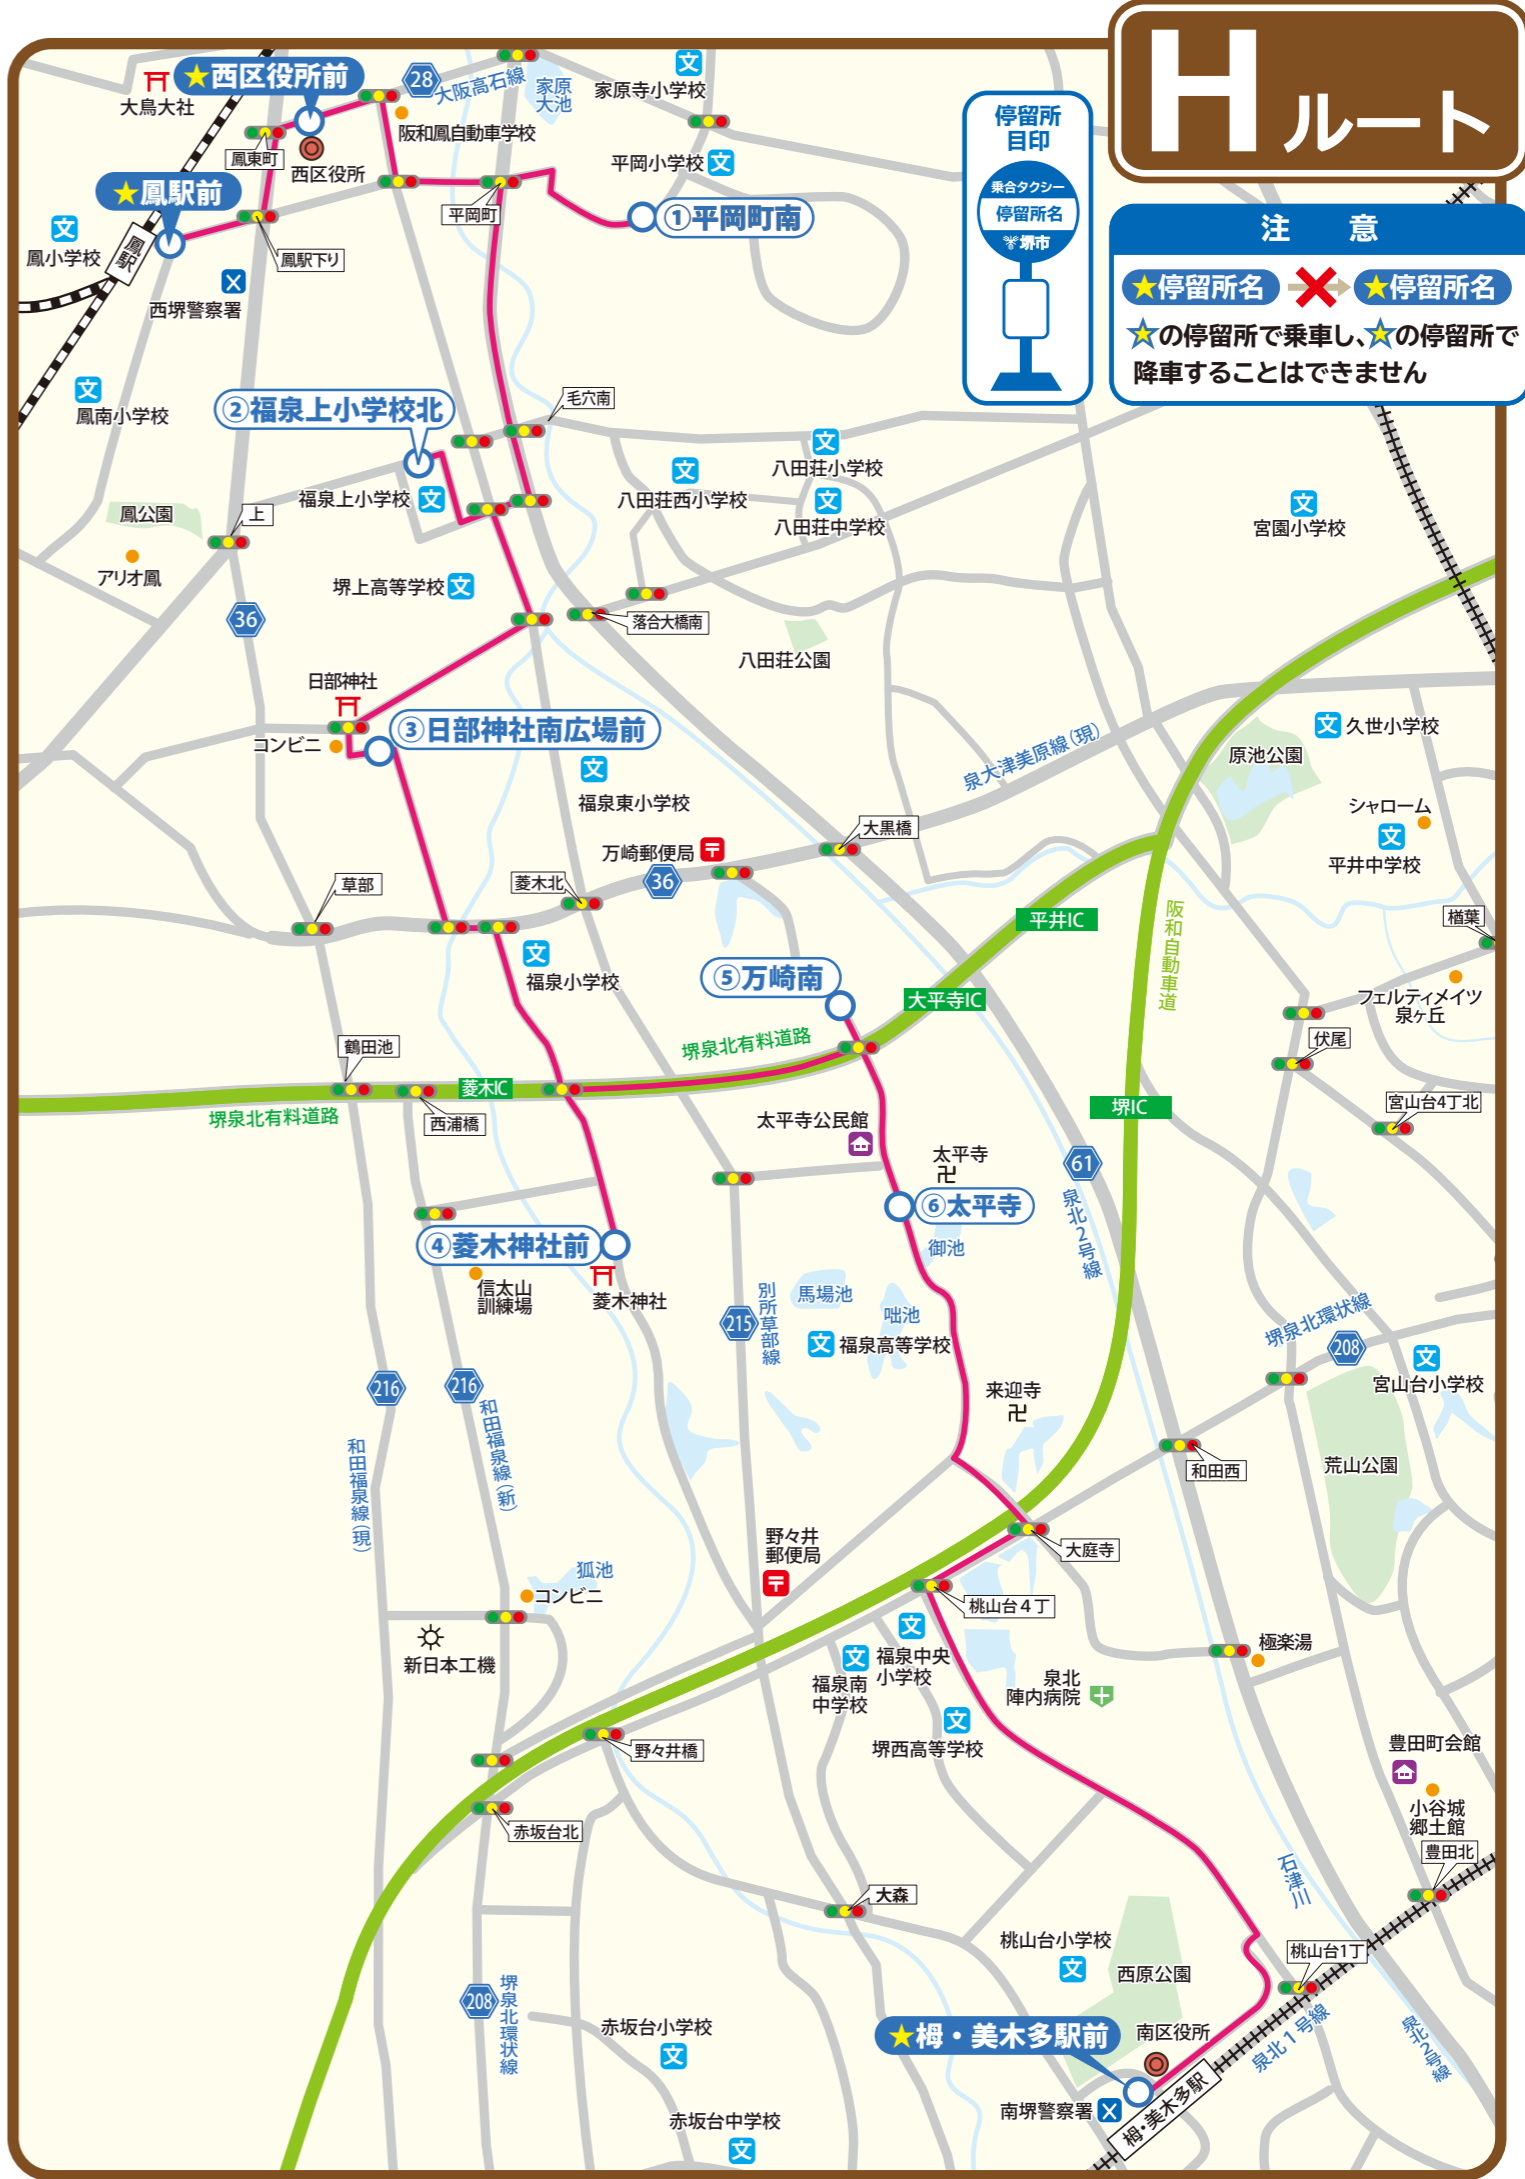 Hルート
停留所
目印
乗合タクシー
停留所名
堺市
注　意
★停留所名
★停留所名
☆の停留所で乗車し、☆の停留所で
降車することはできません
★西区役所前
28
大阪高石線
家原
大池
家原寺小学校
大鳥大社
阪和鳳自動車学校
鳳東町
西区役所
平岡小学校
★鳳駅前
平岡町
①平岡町南
鳳小学校
鳳駅
鳳駅下り
西堺警察署
鳳南小学校
②福泉上小学校北
毛穴南
八田荘小学校
八田荘西小学校
福泉上小学校
八田荘中学校
宮園小学校
鳳公園
上
アリオ鳳
堺上高等学校
36
落合大橋南
八田荘公園
日部神社
③日部神社南広場前
コンビニ
泉大津美原線(現)
久世小学校
原池公園
福泉東小学校
シャローム
大黒橋
平井中学校
万崎郵便局
36
菱木北
草部
阪和自動車道
平井IC
楢葉
福泉小学校
⑤万崎南
大平寺IC
フェルティメイツ
泉ヶ丘
鶴田池
堺泉北有料道路
伏尾
菱木IC
堺IC
堺泉北有料道路
西浦橋
宮山台4丁北
太平寺公民館
太平寺
61
泉北2号線
⑥太平寺
④菱木神社前
御池
信太山
訓練場
菱木神社
別所草部線
215
馬場池
咄池
福泉高等学校
堺泉北環状線
208
宮山台小学校
216
216
和田福泉線(新)
和田福泉線(現)
来迎寺
和田西
荒山公園
野々井
郵便局
大庭寺
狐池
コンビニ
桃山台４丁
新日本工機
福泉中央
小学校
福泉南
中学校
極楽湯
泉北
陣内病院
堺西高等学校
野々井橋
豊田町会館
小谷城
郷土館
赤坂台北
豊田北
石津川
大森
桃山台小学校
桃山台1丁
西原公園
208
堺泉北環状線
赤坂台小学校
★栂・美木多駅前
南区役所
泉北1号線
泉北2号線
南堺警察署
栂・美木多駅
赤坂台中学校